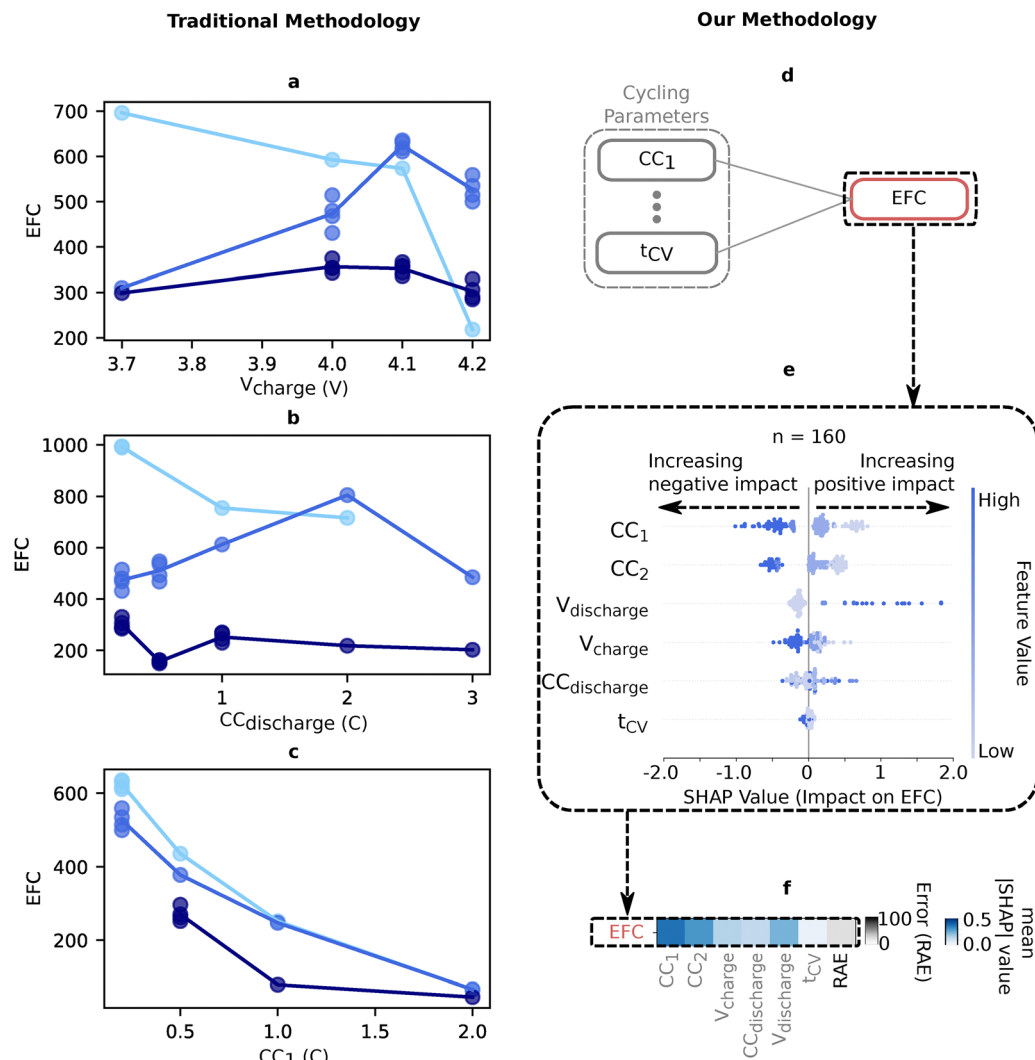 Traditional Methodology
Our Methodology
a
700
600
500
400
300
200
EFC
3.7
3.8
3.9
4.0
4.1
4.2
Vcharge (V)
b
1000
800
600
400
200
EFC
1
2
3
CCdischarge (C)
c
600
400
200
EFC
0.5
1.0
1.5
2.0
CC1 (C)
d
Cycling
Parameters
CC1
tCV
EFC
e
n = 160
Increasing
negative impact
Increasing
positive impact
CC1
CC2
Vdischarge
Vcharge
CCdischarge
tCV
-2.0
-1.0
0
1
2.0
SHAP Value (Impact on EFC)
High
Low
Feature Value
f
EFC
CC1
CC2
Vcharge
CCdischarge
Vdischarge
tCV
RAE
100
0
Error (RAE)
0.5
0.0
mean
|SHAP| value